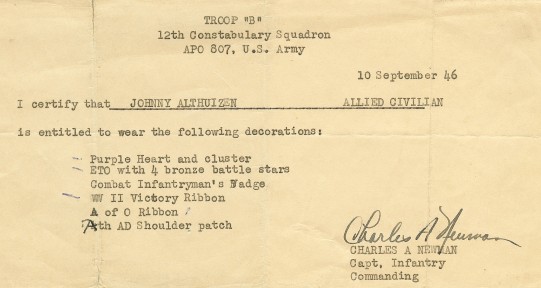 TROOP "B"
12th Constabulary Squadron
APO 807, U.S. Army
10 September 46
I certify that JOHNNY ALTHUIZEN ALLIED CIVILIAN
is entitled to wear the following decorations:
Purple Heart and cluster
ETO with 4 bronze battle stars
Combat Infantryman's Badge
WW II Victory Ribbon
A of O Ribbon
7th AD Shoulder patch
Charles A Newman
CHARLES A NEWMAN
Capt, Infantry
Commanding